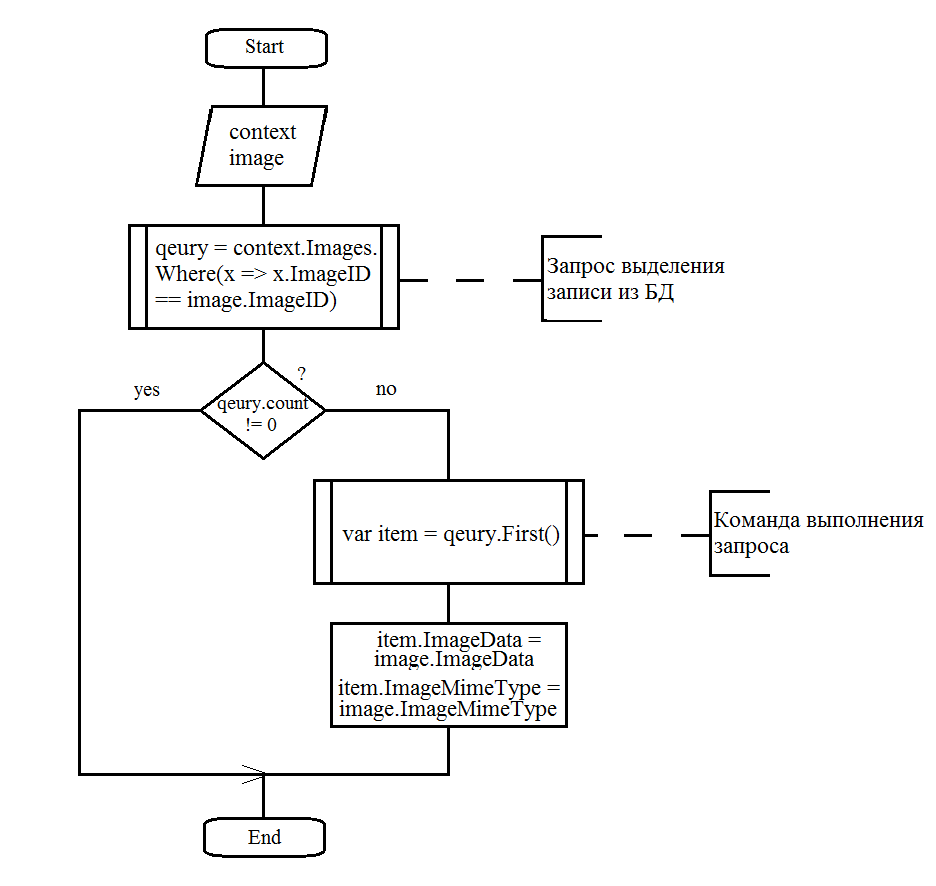 Start
context
image
qeury = context.Images.
Where(x => x.ImageID
== image.ImageID)
Запрос выделения
записи из БД
?
yes
no
qeury.count
!= 0
var item = qeury.First()
Команда выполнения
запроса
item.ImageData =
image.ImageData
item.ImageMimeType =
image.ImageMimeType
End